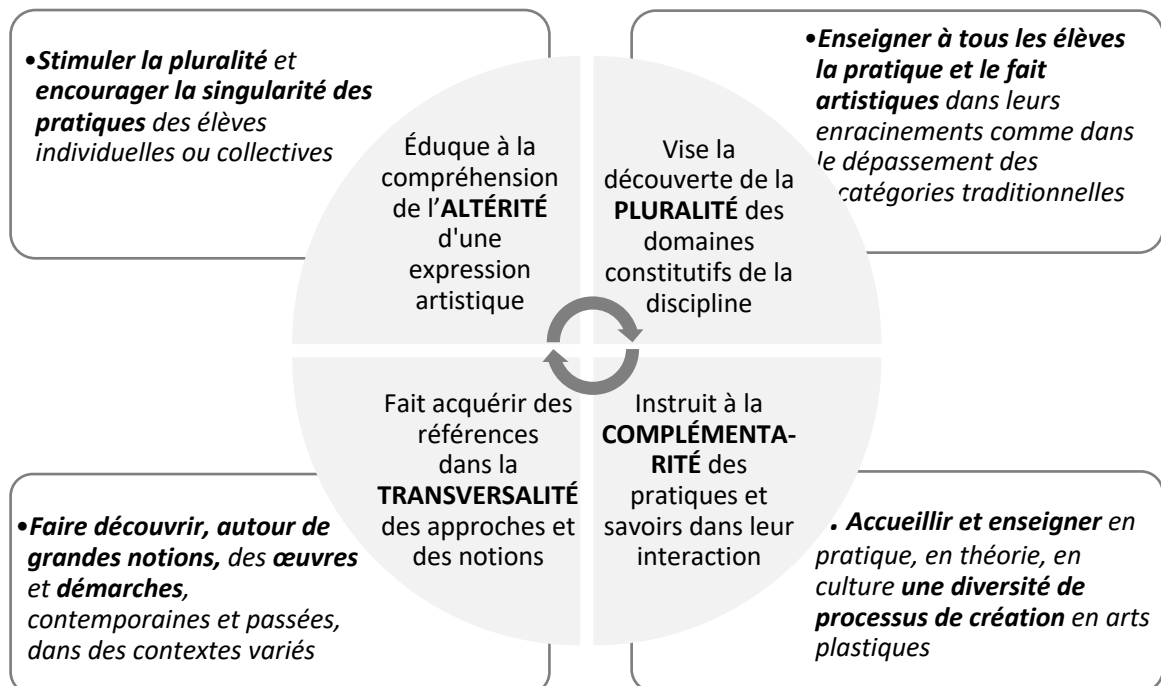 •Stimuler la pluralité et
encourager la singularité des
pratiques des élèves
individuelles ou collectives
•Enseigner à tous les élèves
la pratique et le fait
artistiques dans leurs
enracinements comme dans
le dépassement des
catégories traditionnelles
Éduque à la
compréhension
de l’ALTÉRITÉ
d'une
expression
artistique
Vise la
découverte de la
PLURALITÉ des
domaines
constitutifs de la
discipline
Fait acquérir des
références
dans la
TRANSVERSALITÉ
des approches et
des notions
Instruit à la
COMPLÉMENTA-
RITÉ des
pratiques et
savoirs dans leur
interaction
•Faire découvrir, autour de
grandes notions, des œuvres
et démarches,
contemporaines et passées,
dans des contextes variés
. Accueillir et enseigner en
pratique, en théorie, en
culture une diversité de
processus de création en arts
plastiques